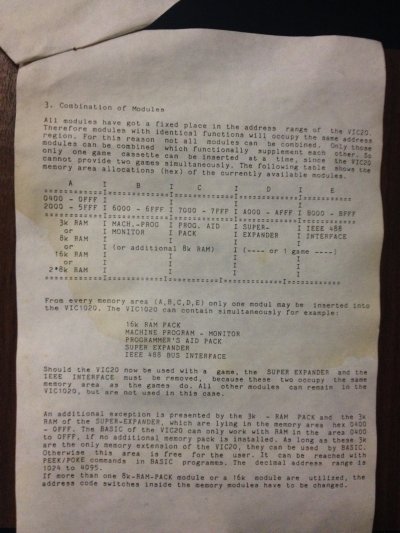 3. Combination of Modules
All modules have got a fixed place in the address range of the VIC20.
Therefore modules with identical functions will occupy the same address
region. For this reason not all modules can be combined. Only those
modules can be combined which functionally supplement each other. So
only one game cassette can be inserted at a time, since the VIC20
cannot provide two games simultaneously. The following table shows the
memory area allocations (hex) of the currently available modules.
A I B I C I D I E
0400 - 0FFF I I I I
2000 - 5FFF I 6000 - 6FFF I 7000 - 7FFF I A000 - AFFF I B000 - BFFF
3k RAM I MACH.-PROG I PROG. AID I SUPER- I IEEE 488
or I MONITOR I PACK I EXPANDER I INTERFACE
8k RAM I I I I
or I (or additional 8k RAM) I (---- or 1 game ----)
16k RAM I I I I
or I I I I
2*8k RAM I I I I
From every memory area (A,B,C,D,E) only one modul may be inserted into
the VIC1020. The VIC1020 can contain simultaneously for example:
16k RAM PACK
MACHINE PROGRAM - MONITOR
PROGRAMMER'S AID PACK
SUPER EXPANDER
IEEE 488 BUS INTERFACE
Should the VIC20 now be used with a game, the SUPER EXPANDER and the
IEEE INTERFACE must be removed, because these two occupy the same
memory area as the games do. All other modules can remain in the
VIC1020, but are not used in this case.
An additional exception is presented by the 3k - RAM PACK and the 3k
RAM of the SUPER-EXPANDER, which are lying in the memory area hex 0400
- 0FFF. The BASIC of the VIC20 can only work with RAM in the area 0400
to 0FFF, if no additional memory pack is installed. As long as these 3k
are the only memory extension of the VIC20, they can be used by BASIC.
Otherwise this area is free for the user. It can be reached with
PEEK/POKE commands in BASIC programes. The decimal address range is
1024 to 4095.
If more than one 8k-RAM-PACK module or a 16k module are utilized, the
address code switches inside the memory modules have to be changed.